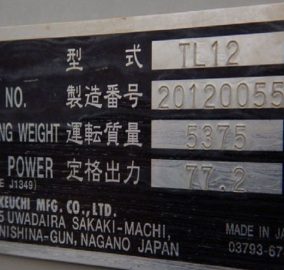 型 式 TL12
NO. 製造番号 20120055
NG WEIGHT 運転質量 5375
POWER 定格出力 77.2
E J1349)
KEUCHI MFG. CO., LTD.
5 UWADAIRA SAKAKI-MACHI,
NISHINA-GUN, NAGANO JAPAN
MADE IN JA
03793-67